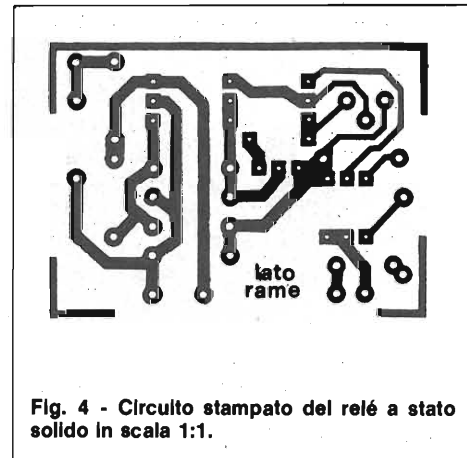 lato
rame
Fig. 4 - Circuito stampato del relé a stato
solido in scala 1:1.